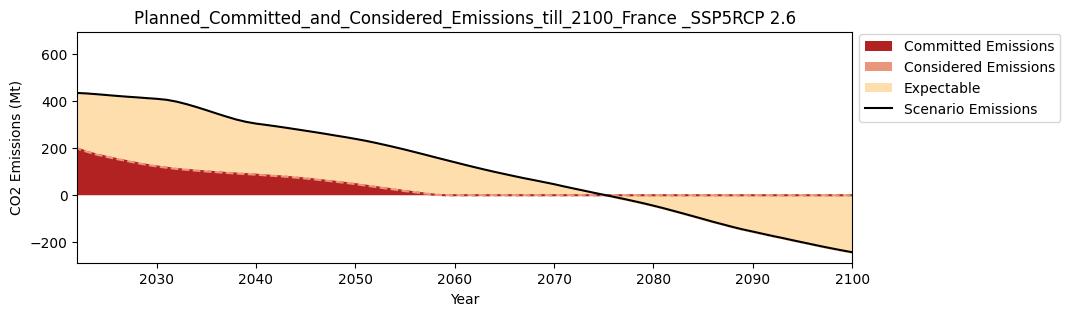 Planned_Committed_and_Considered_Emissions_till_2100_France _SSP5RCP 2.6
Committed Emissions
Considered Emissions
Expectable
Scenario Emissions
CO2 Emissions (Mt)
600
400
200
0
−200
2030 2040 2050 2060 2070 2080 2090 2100
Year